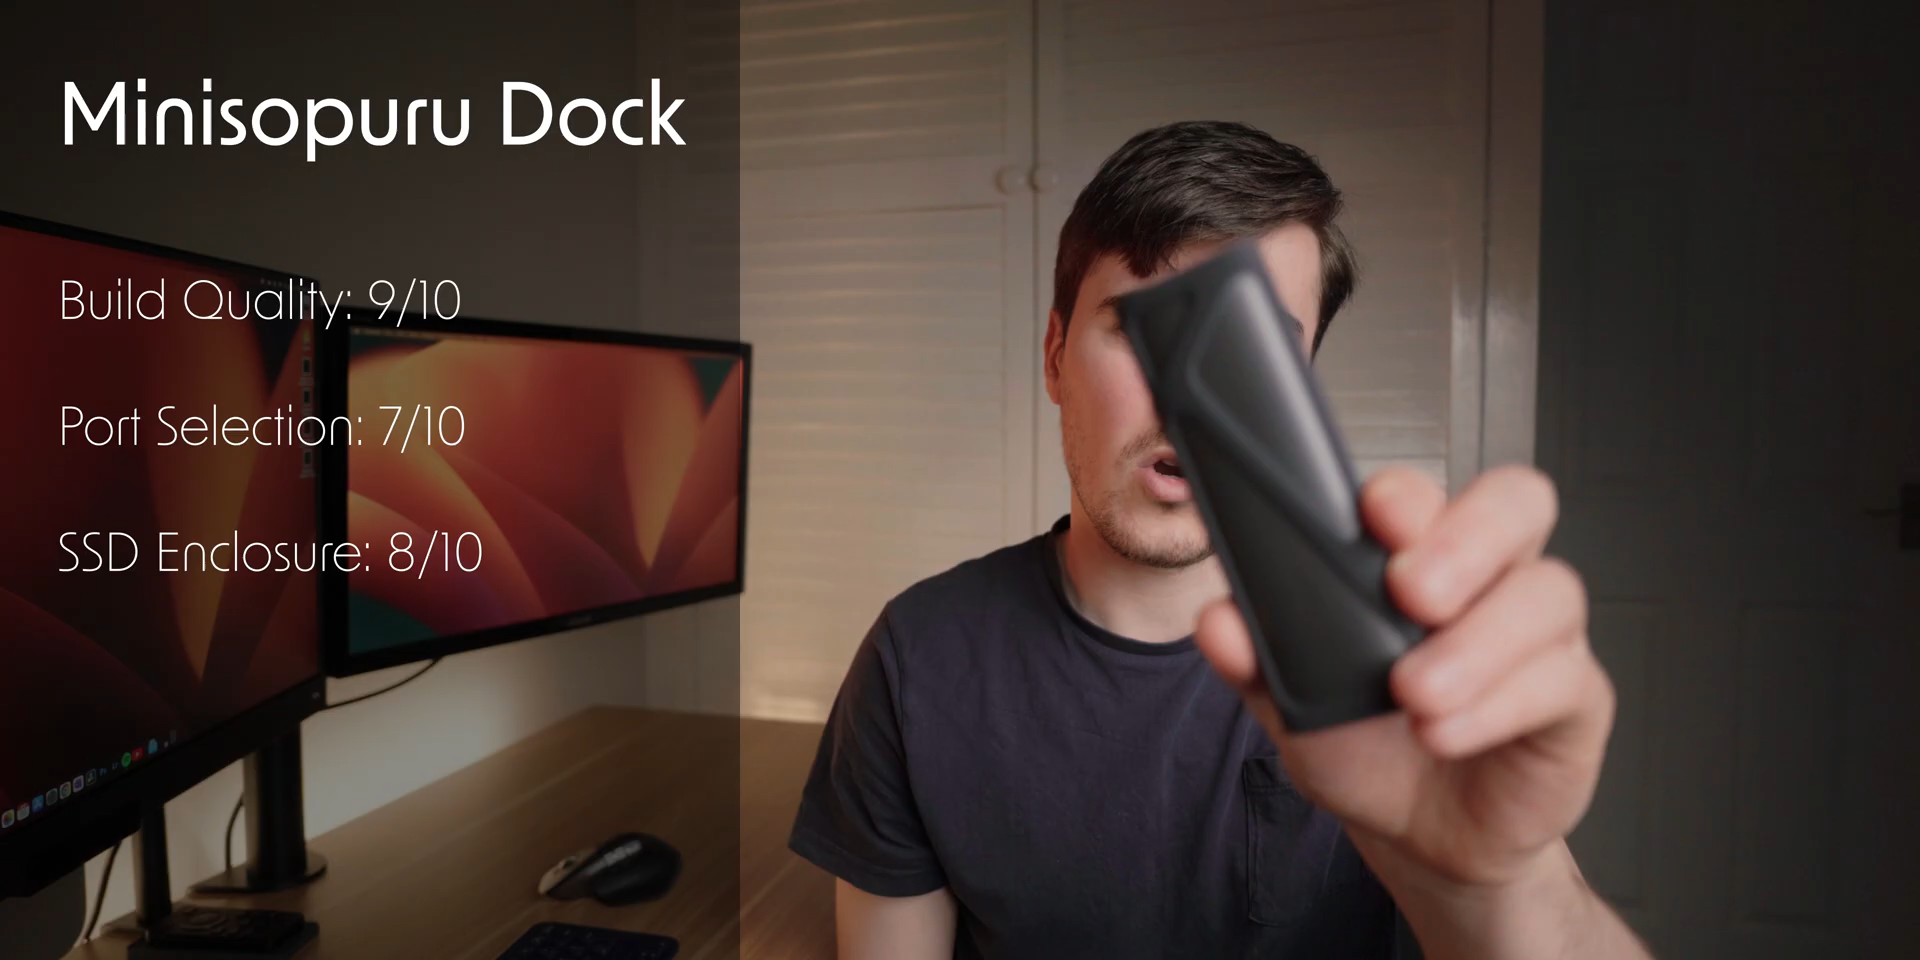 Minisopuru Dock
Build Quality: 9/10
Port Selection: 7/10
SSD Enclosure: 8/10